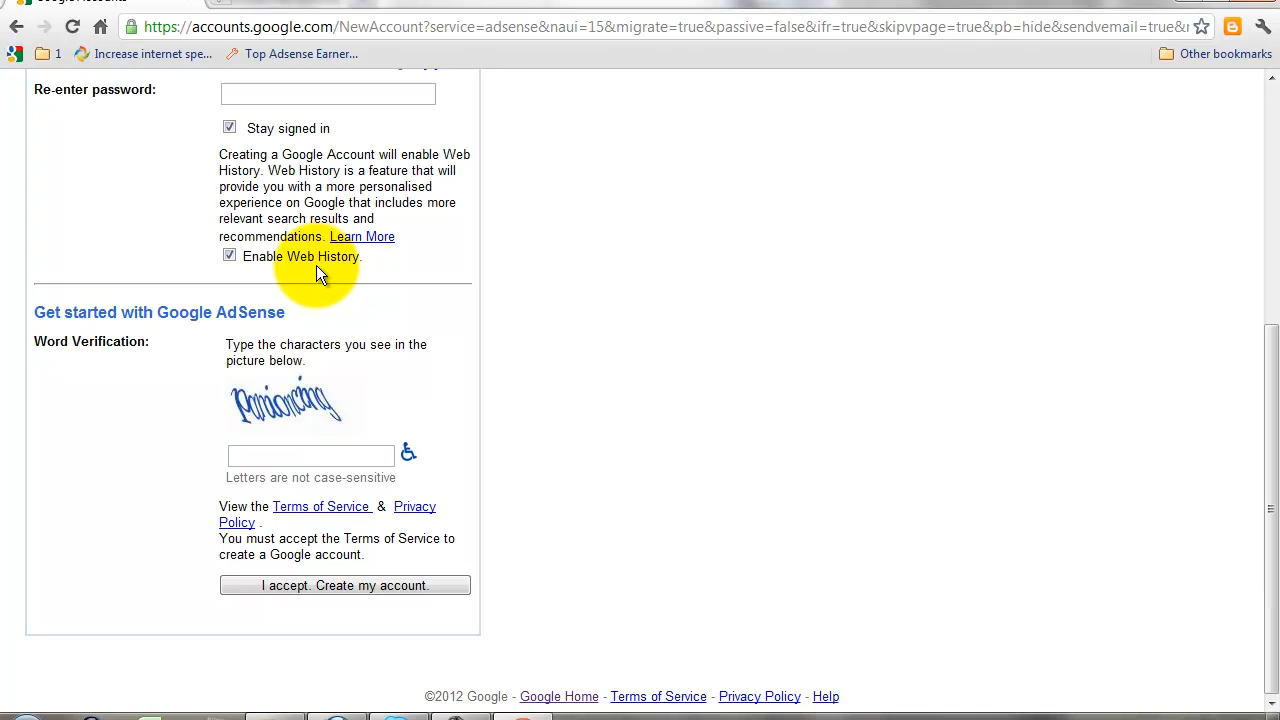 https://accounts.google.com/NewAccount?service=adsense&naui=15&migrate=true&passive=false&ifr=true&skipvpage=true&pb=hide&sendvemail=true&
1
Increase internet spe...
Top Adsense Earner...
Other bookmarks
Re-enter password:
Stay signed in
Creating a Google Account will enable Web
History. Web History is a feature that will
provide you with a more personalised
experience on Google that includes more
relevant search results and
recommendations. Learn More
Enable Web History.
Get started with Google AdSense
Word Verification:
Type the characters you see in the
picture below.
Letters are not case-sensitive
View the Terms of Service & Privacy
Policy .
You must accept the Terms of Service to
create a Google account.
I accept. Create my account.
©2012 Google - Google Home - Terms of Service - Privacy Policy - Help